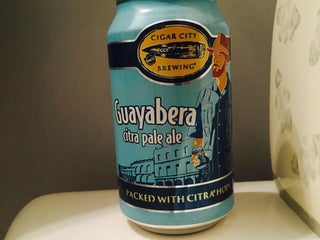 CIGAR CITY
BREWING
Guayabera
citra pale ale
PACKED WITH CITRA® HOPS